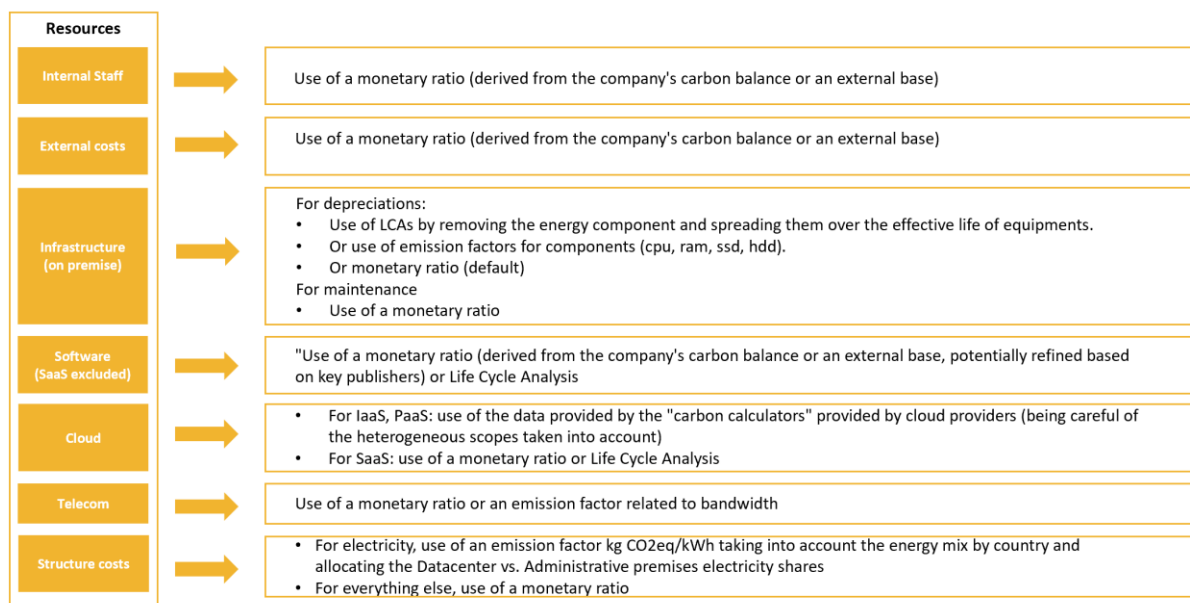 Resources
Internal Staff
Use of a monetary ratio (derived from the company's carbon balance or an external base)
External costs
Use of a monetary ratio (derived from the company's carbon balance or an external base)
Infrastructure
(on premise)
For depreciations:
• Use of LCAs by removing the energy component and spreading them over the effective life of equipments.
• Or use of emission factors for components (cpu, ram, ssd, hdd).
• Or monetary ratio (default)
For maintenance
• Use of a monetary ratio
Software
(SaaS excluded)
"Use of a monetary ratio (derived from the company's carbon balance or an external base, potentially refined based
on key publishers) or Life Cycle Analysis
Cloud
• For IaaS, PaaS: use of the data provided by the "carbon calculators" provided by cloud providers (being careful of
the heterogeneous scopes taken into account)
• For SaaS: use of a monetary ratio or Life Cycle Analysis
Telecom
Use of a monetary ratio or an emission factor related to bandwidth
Structure costs
• For electricity, use of an emission factor kg CO2eq/kWh taking into account the energy mix by country and
allocating the Datacenter vs. Administrative premises electricity shares
• For everything else, use of a monetary ratio